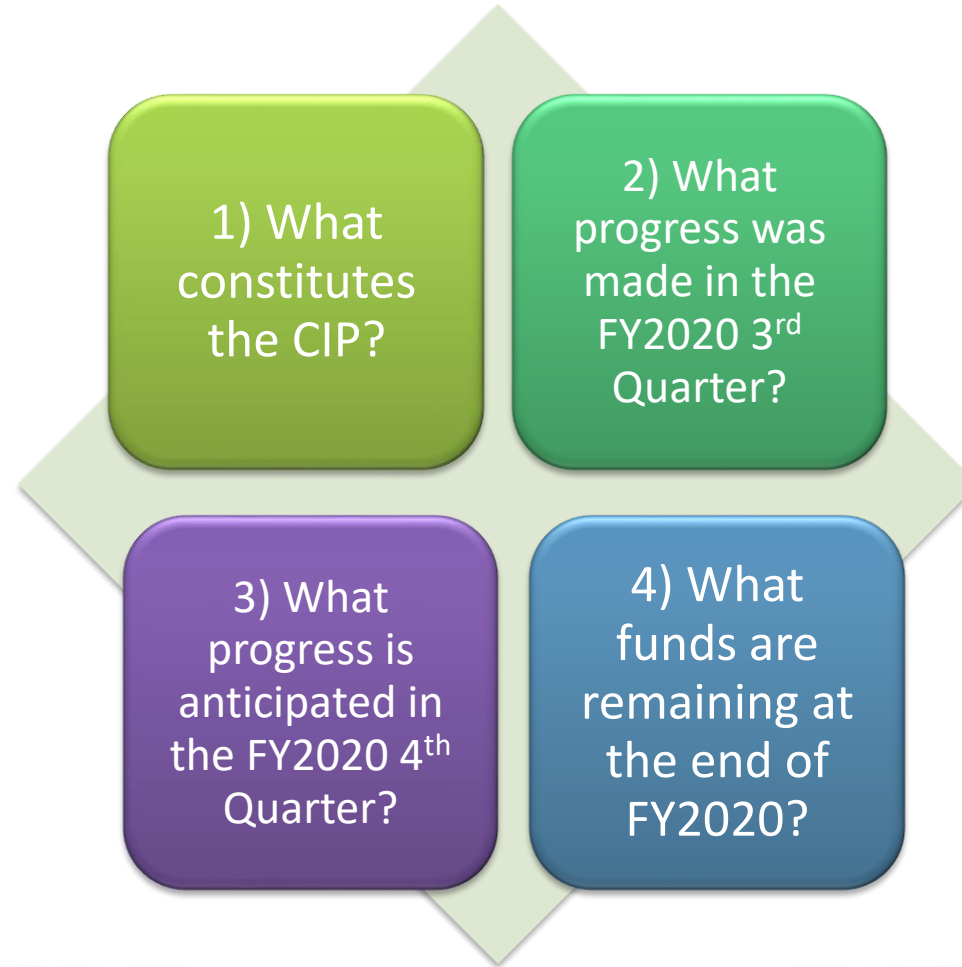 1) What
constitutes
the CIP?
2) What
progress was
made in the
FY2020 3rd
Quarter?
3) What
progress is
anticipated in
the FY2020 4th
Quarter?
4) What
funds are
remaining at
the end of
FY2020?